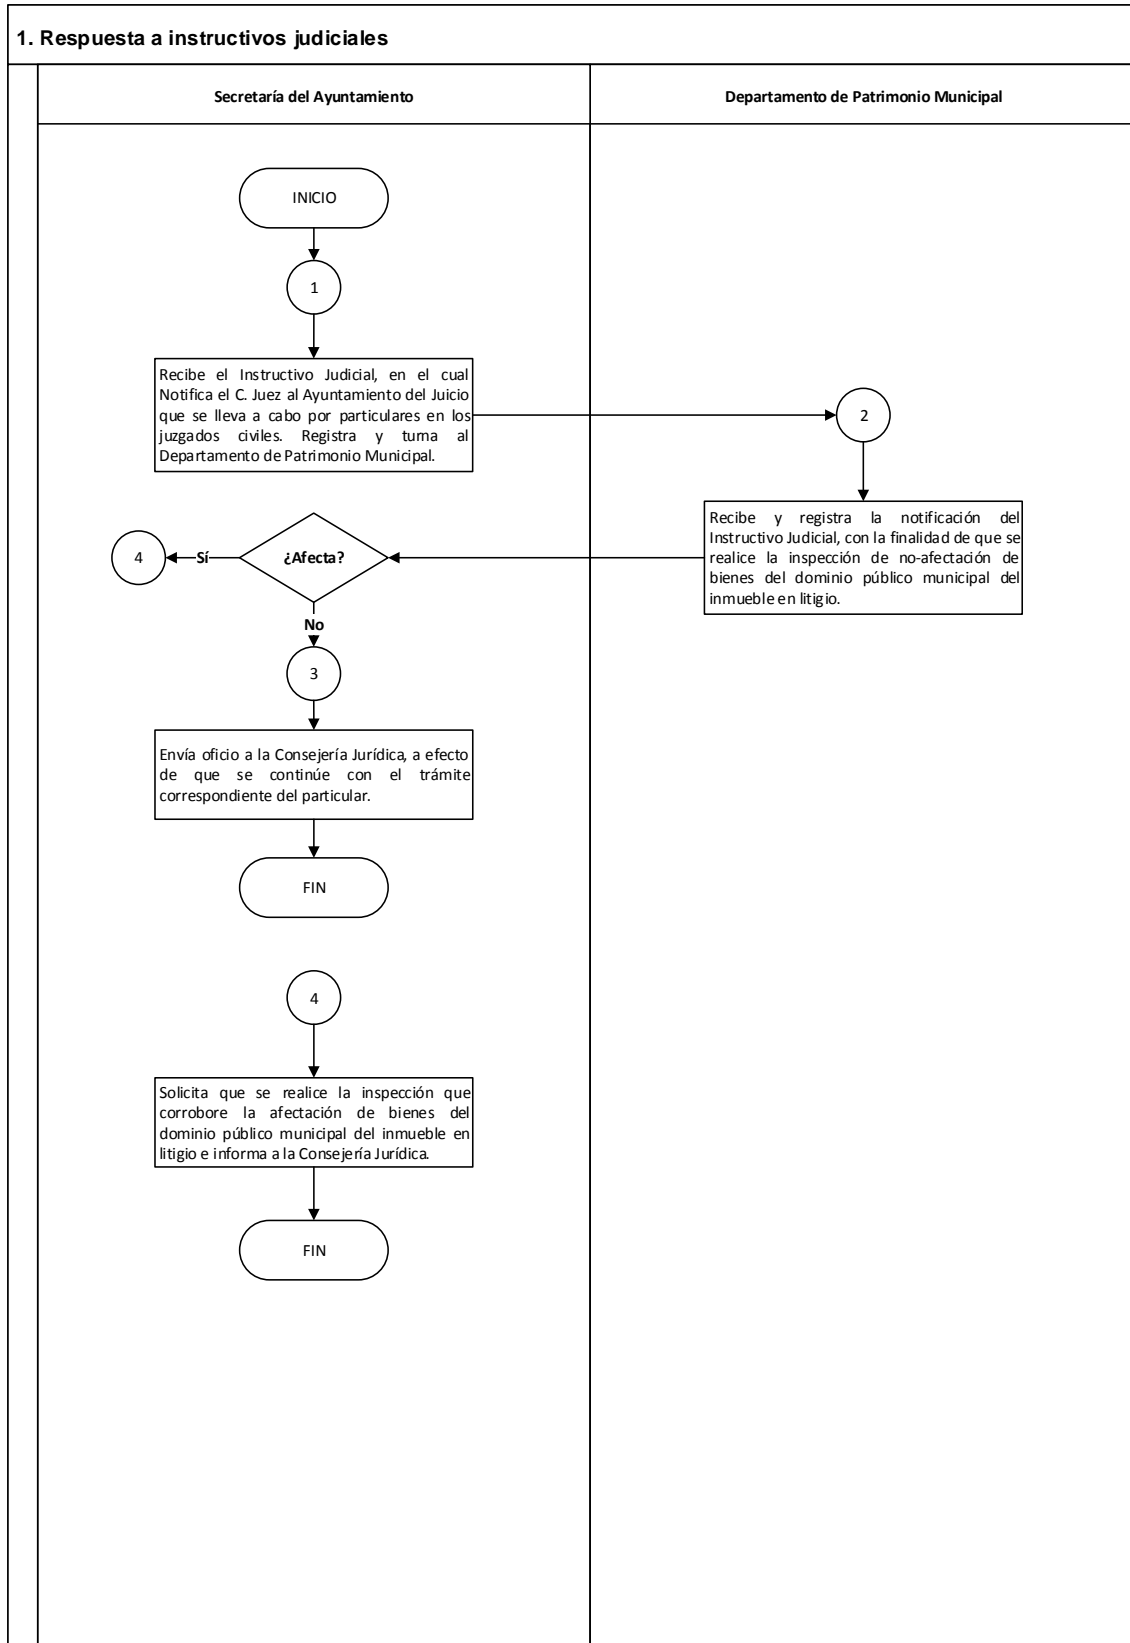 1. Respuesta a instructivos judiciales
Secretaría del Ayuntamiento
Departamento de Patrimonio Municipal
INICIO
1
Recibe el Instructivo Judicial, en el cual
Notifica el C. Juez al Ayuntamiento del Juicio
que se lleva a cabo por particulares en los
juzgados civiles. Registra y turna al
Departamento de Patrimonio Municipal.
2
Recibe y registra la notificación del
Instructivo Judicial, con la finalidad de que se
realice la inspección de no-afectación de
bienes del dominio público municipal del
inmueble en litigio.
¿Afecta?
Sí
4
No
3
Envía oficio a la Consejería Jurídica, a efecto
de que se continúe con el trámite
correspondiente del particular.
FIN
4
Solicita que se realice la inspección que
corrobore la afectación de bienes del
dominio público municipal del inmueble en
litigio e informa a la Consejería Jurídica.
FIN